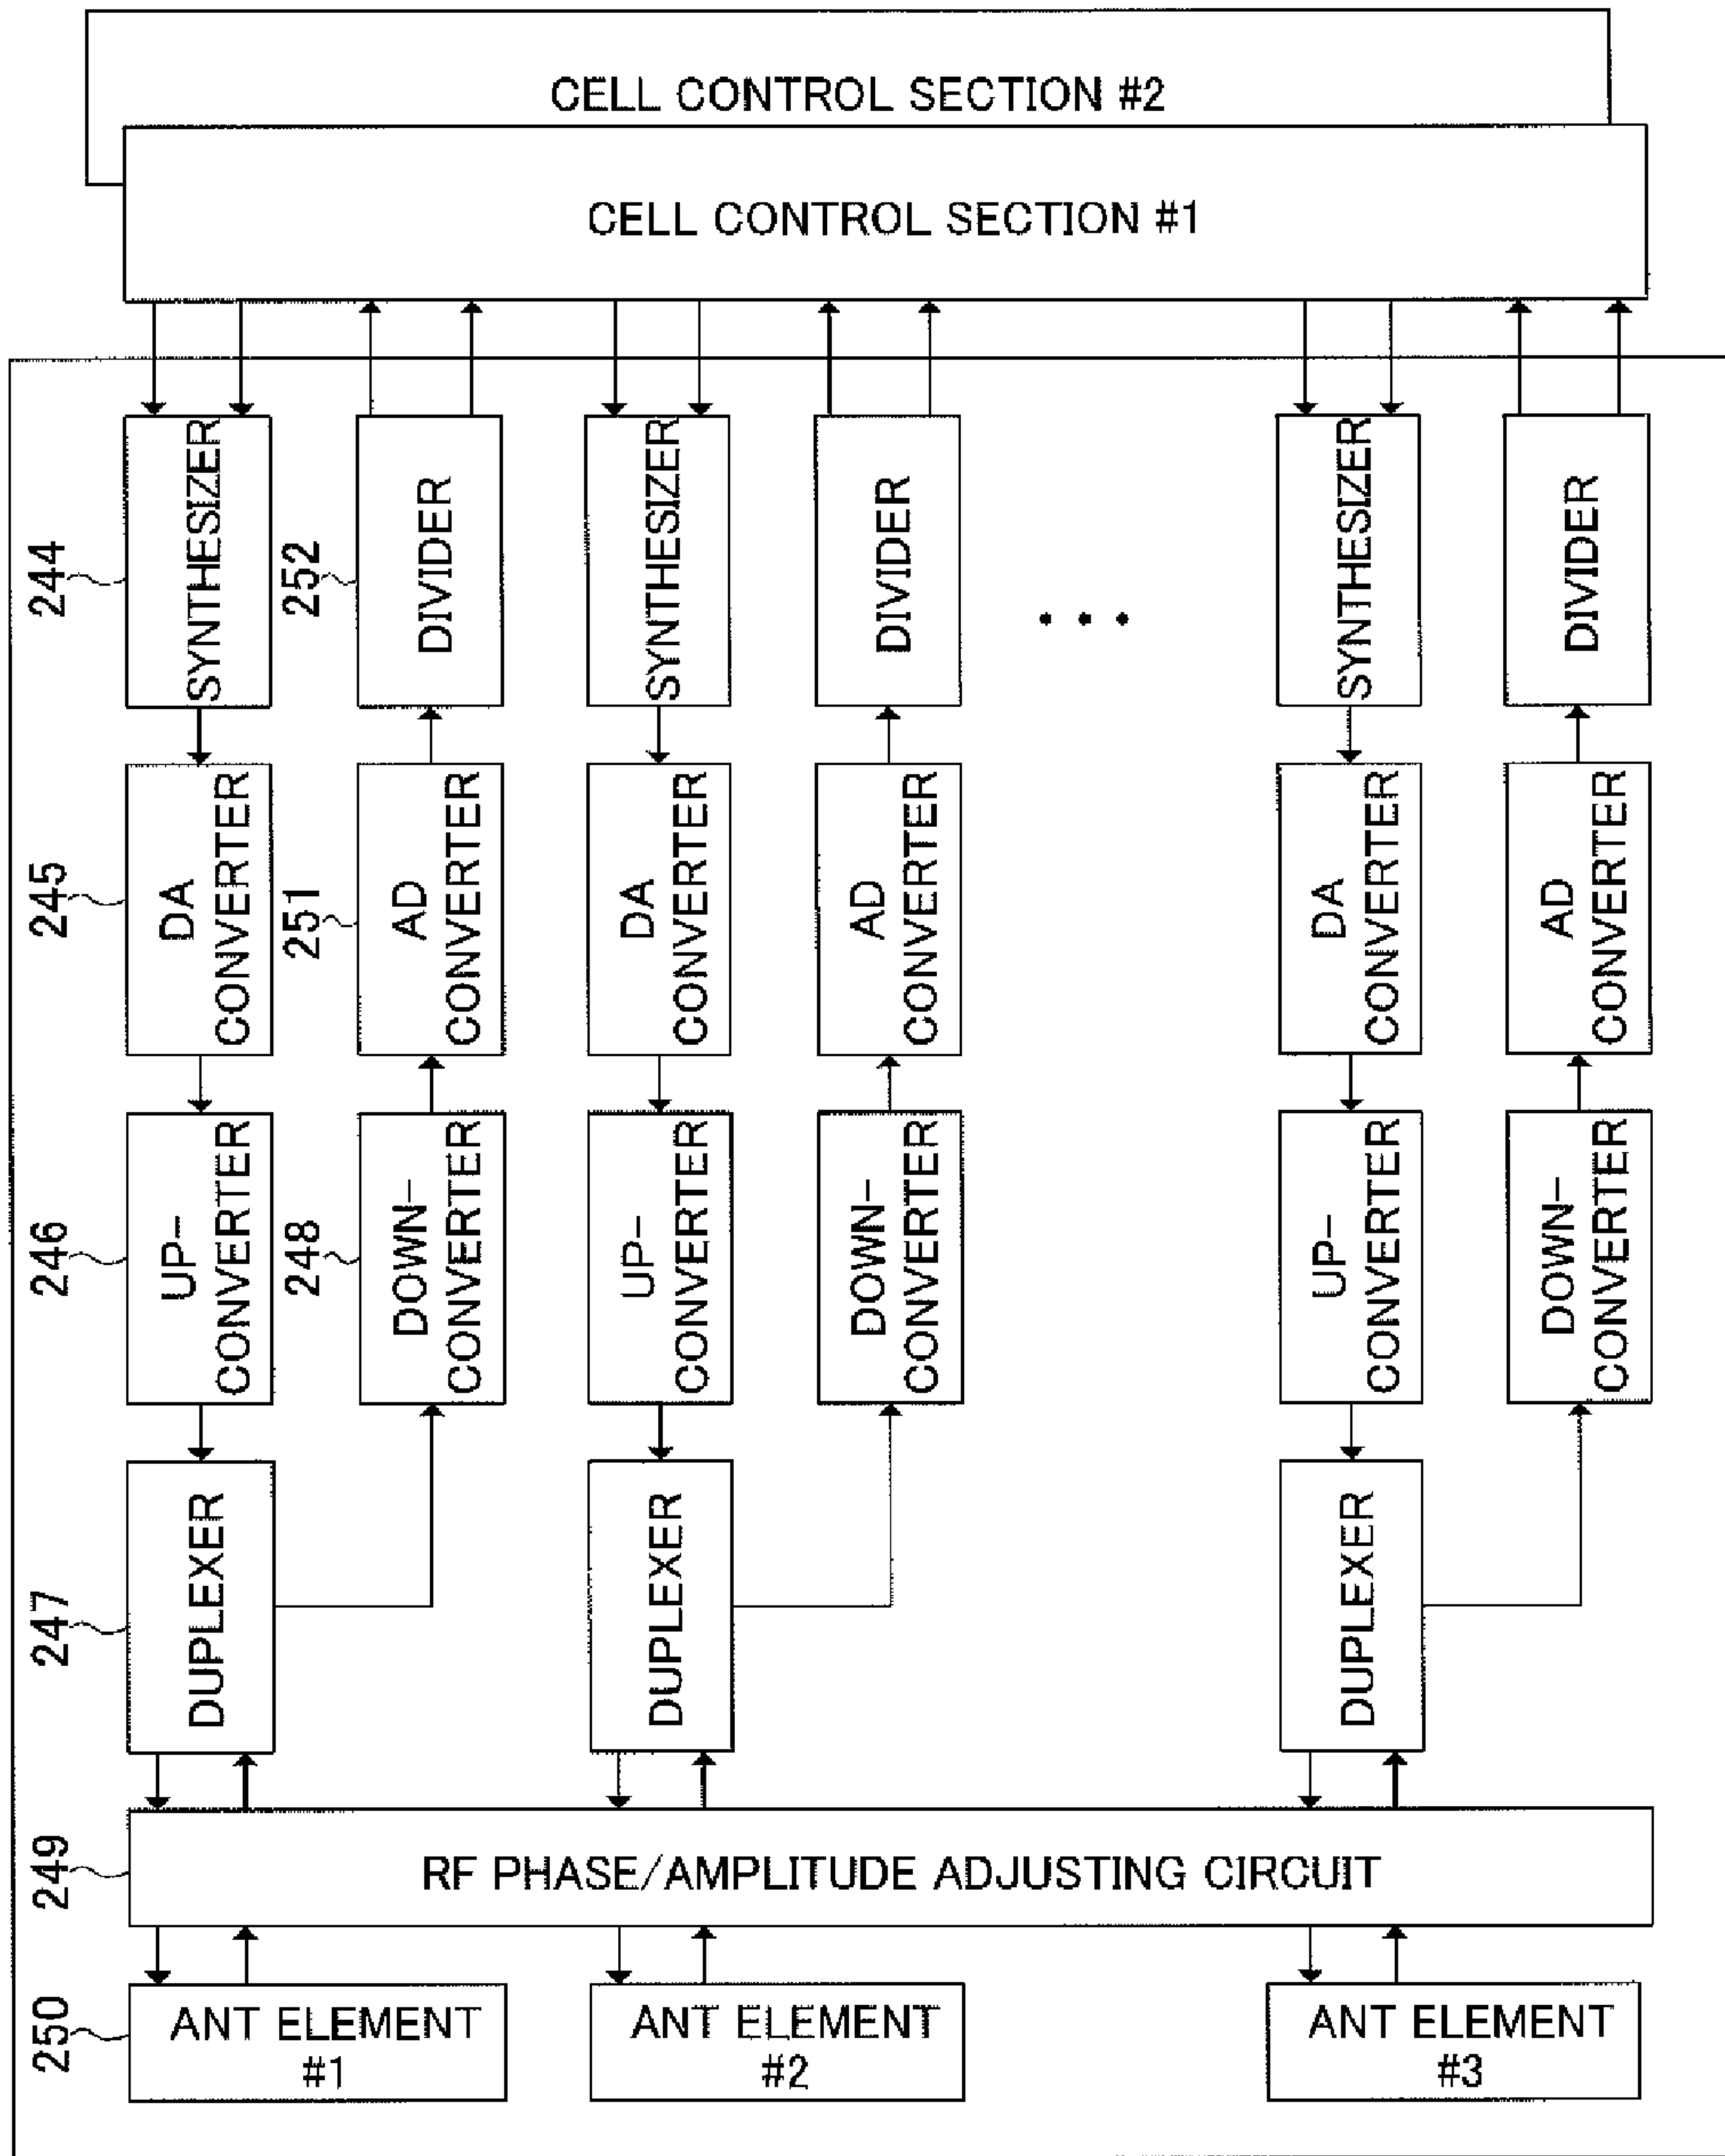 CELL CONTROL SECTION #2
CELL CONTROL SECTION #1
244
SYNTHESIZER
252
DIVIDER
SYNTHESIZER
DIVIDER
• • •
SYNTHESIZER
DIVIDER
245
DA
CONVERTER
251
AD
CONVERTER
DA
CONVERTER
AD
CONVERTER
DA
CONVERTER
AD
CONVERTER
246
UP-
CONVERTER
248
DOWN-
CONVERTER
UP-
CONVERTER
DOWN-
CONVERTER
UP-
CONVERTER
DOWN-
CONVERTER
247
DUPLEXER
DUPLEXER
DUPLEXER
249
RF PHASE/AMPLITUDE ADJUSTING CIRCUIT
250
ANT ELEMENT
#1
ANT ELEMENT
#2
ANT ELEMENT
#3